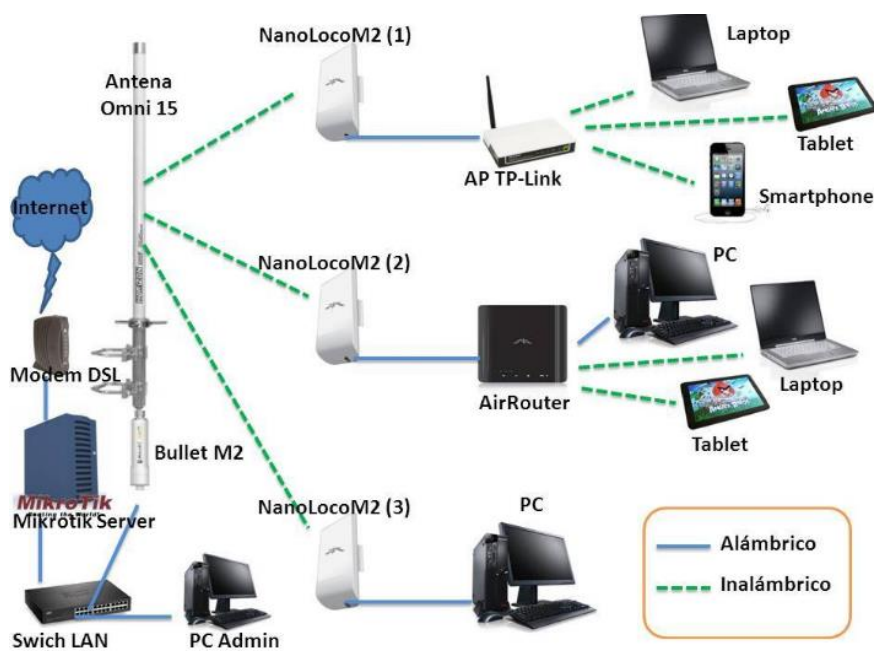 NanoLocoM2 (1)
Laptop
Antena
Omni 15
Tablet
AP TP-Link
Smartphone
Internet
NanoLocoM2 (2)
PC
Modem DSL
AirRouter
Laptop
Tablet
Bullet M2
MikroTik
Mikrotik Server
NanoLocoM2 (3)
PC
Alámbrico
Inalámbrico
Swich LAN
PC Admin